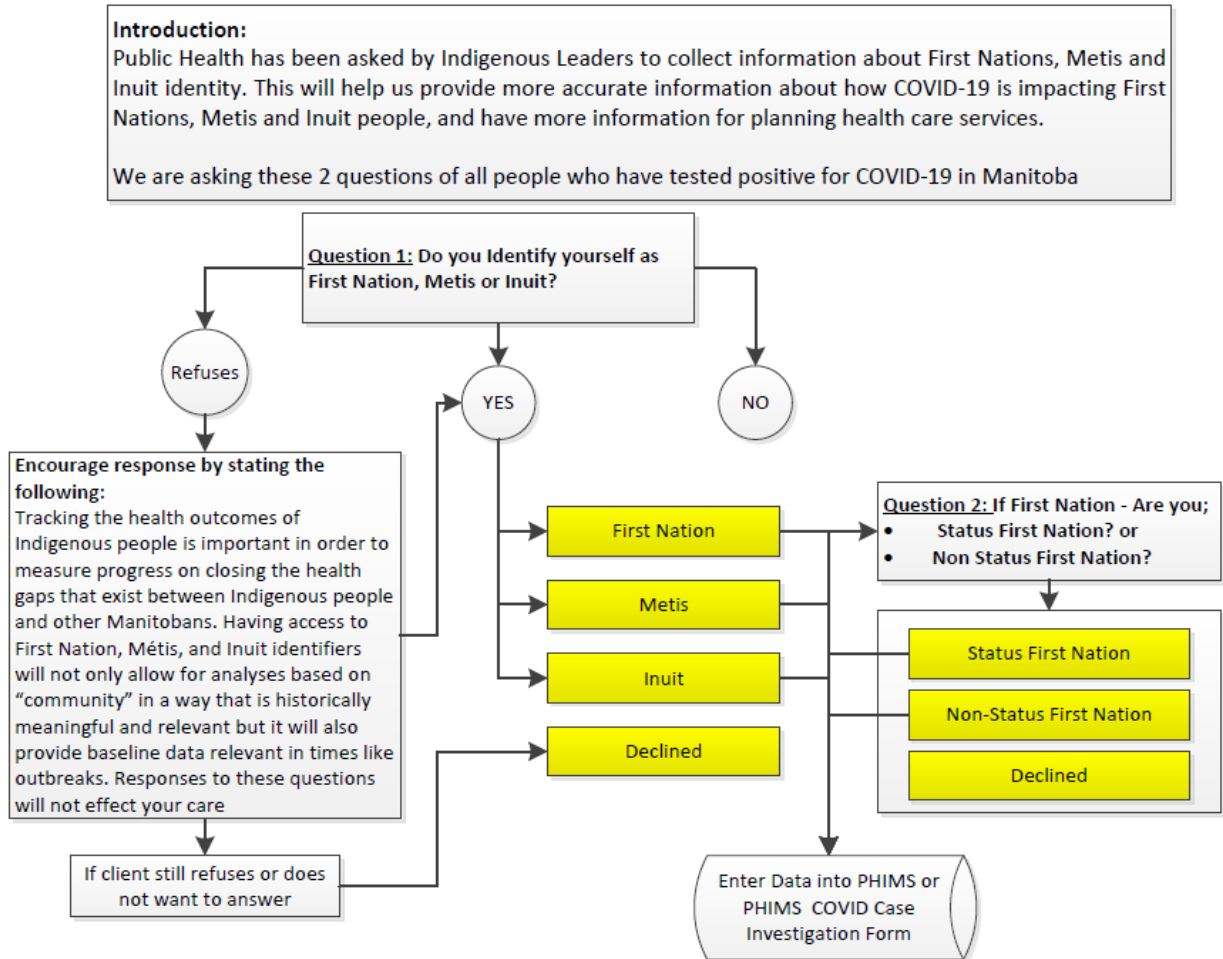 Introduction:
Public Health has been asked by Indigenous Leaders to collect information about First Nations, Metis and
Inuit identity. This will help us provide more accurate information about how COVID-19 is impacting First
Nations, Metis and Inuit people, and have more information for planning health care services.
We are asking these 2 questions of all people who have tested positive for COVID-19 in Manitoba
Question 1: Do you Identify yourself as
First Nation, Metis or Inuit?
Refuses
YES
NO
Encourage response by stating the
following:
Tracking the health outcomes of
Indigenous people is important in order to
measure progress on closing the health
gaps that exist between Indigenous people
and other Manitobans. Having access to
First Nation, Métis, and Inuit identifiers
will not only allow for analyses based on
“community” in a way that is historically
meaningful and relevant but it will also
provide baseline data relevant in times like
outbreaks. Responses to these questions
will not effect your care
If client still refuses or does
not want to answer
First Nation
Metis
Inuit
Declined
Question 2: If First Nation - Are you;
• Status First Nation? or
• Non Status First Nation?
Status First Nation
Non-Status First Nation
Declined
Enter Data into PHIMS or
PHIMS COVID Case
Investigation Form